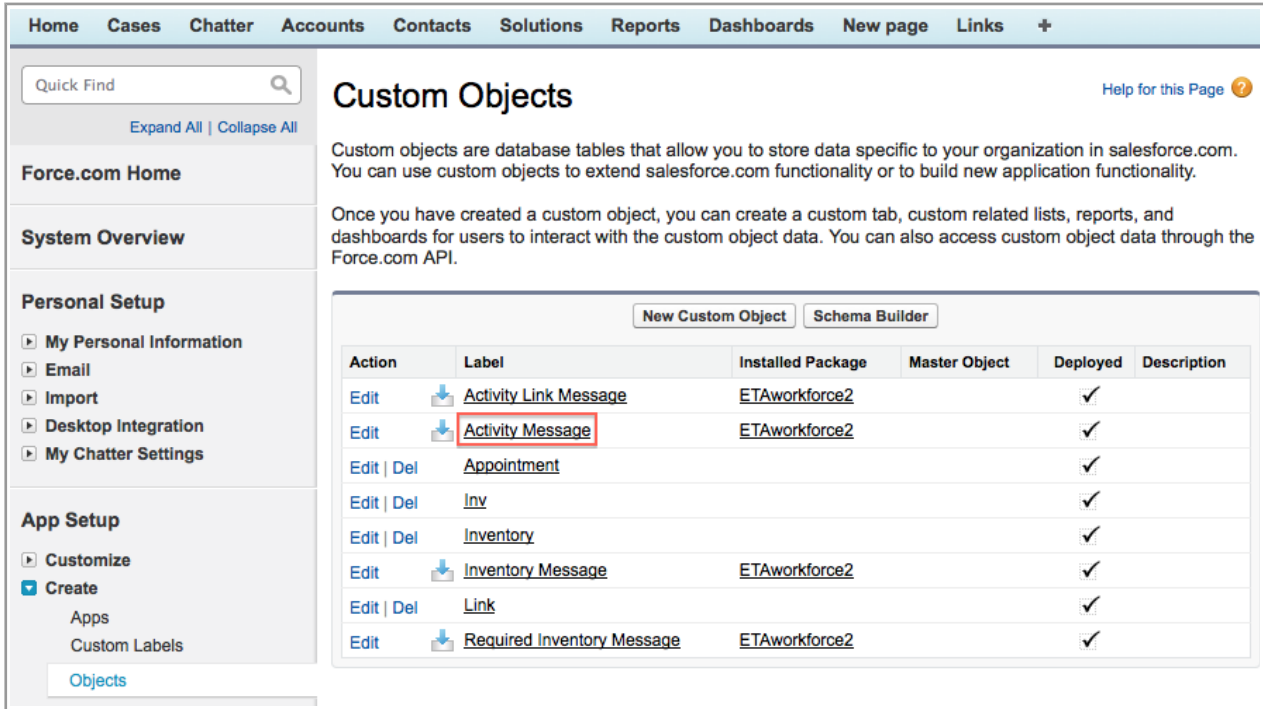 Home Cases Chatter Accounts Contacts Solutions Reports Dashboards New page Links +
Quick Find
Expand All | Collapse All
Force.com Home
System Overview
Personal Setup
My Personal Information
Email
Import
Desktop Integration
My Chatter Settings
App Setup
Customize
Create
Apps
Custom Labels
Objects
Custom Objects
Help for this Page ?
Custom objects are database tables that allow you to store data specific to your organization in salesforce.com.
You can use custom objects to extend salesforce.com functionality or to build new application functionality.
Once you have created a custom object, you can create a custom tab, custom related lists, reports, and
dashboards for users to interact with the custom object data. You can also access custom object data through the
Force.com API.
New Custom Object Schema Builder
Action Label Installed Package Master Object Deployed Description
Edit Activity Link Message ETAworkforce2
Edit Activity Message ETAworkforce2
Edit | Del Appointment
Edit | Del Inv
Edit | Del Inventory
Edit Inventory Message ETAworkforce2
Edit | Del Link
Edit Required Inventory Message ETAworkforce2